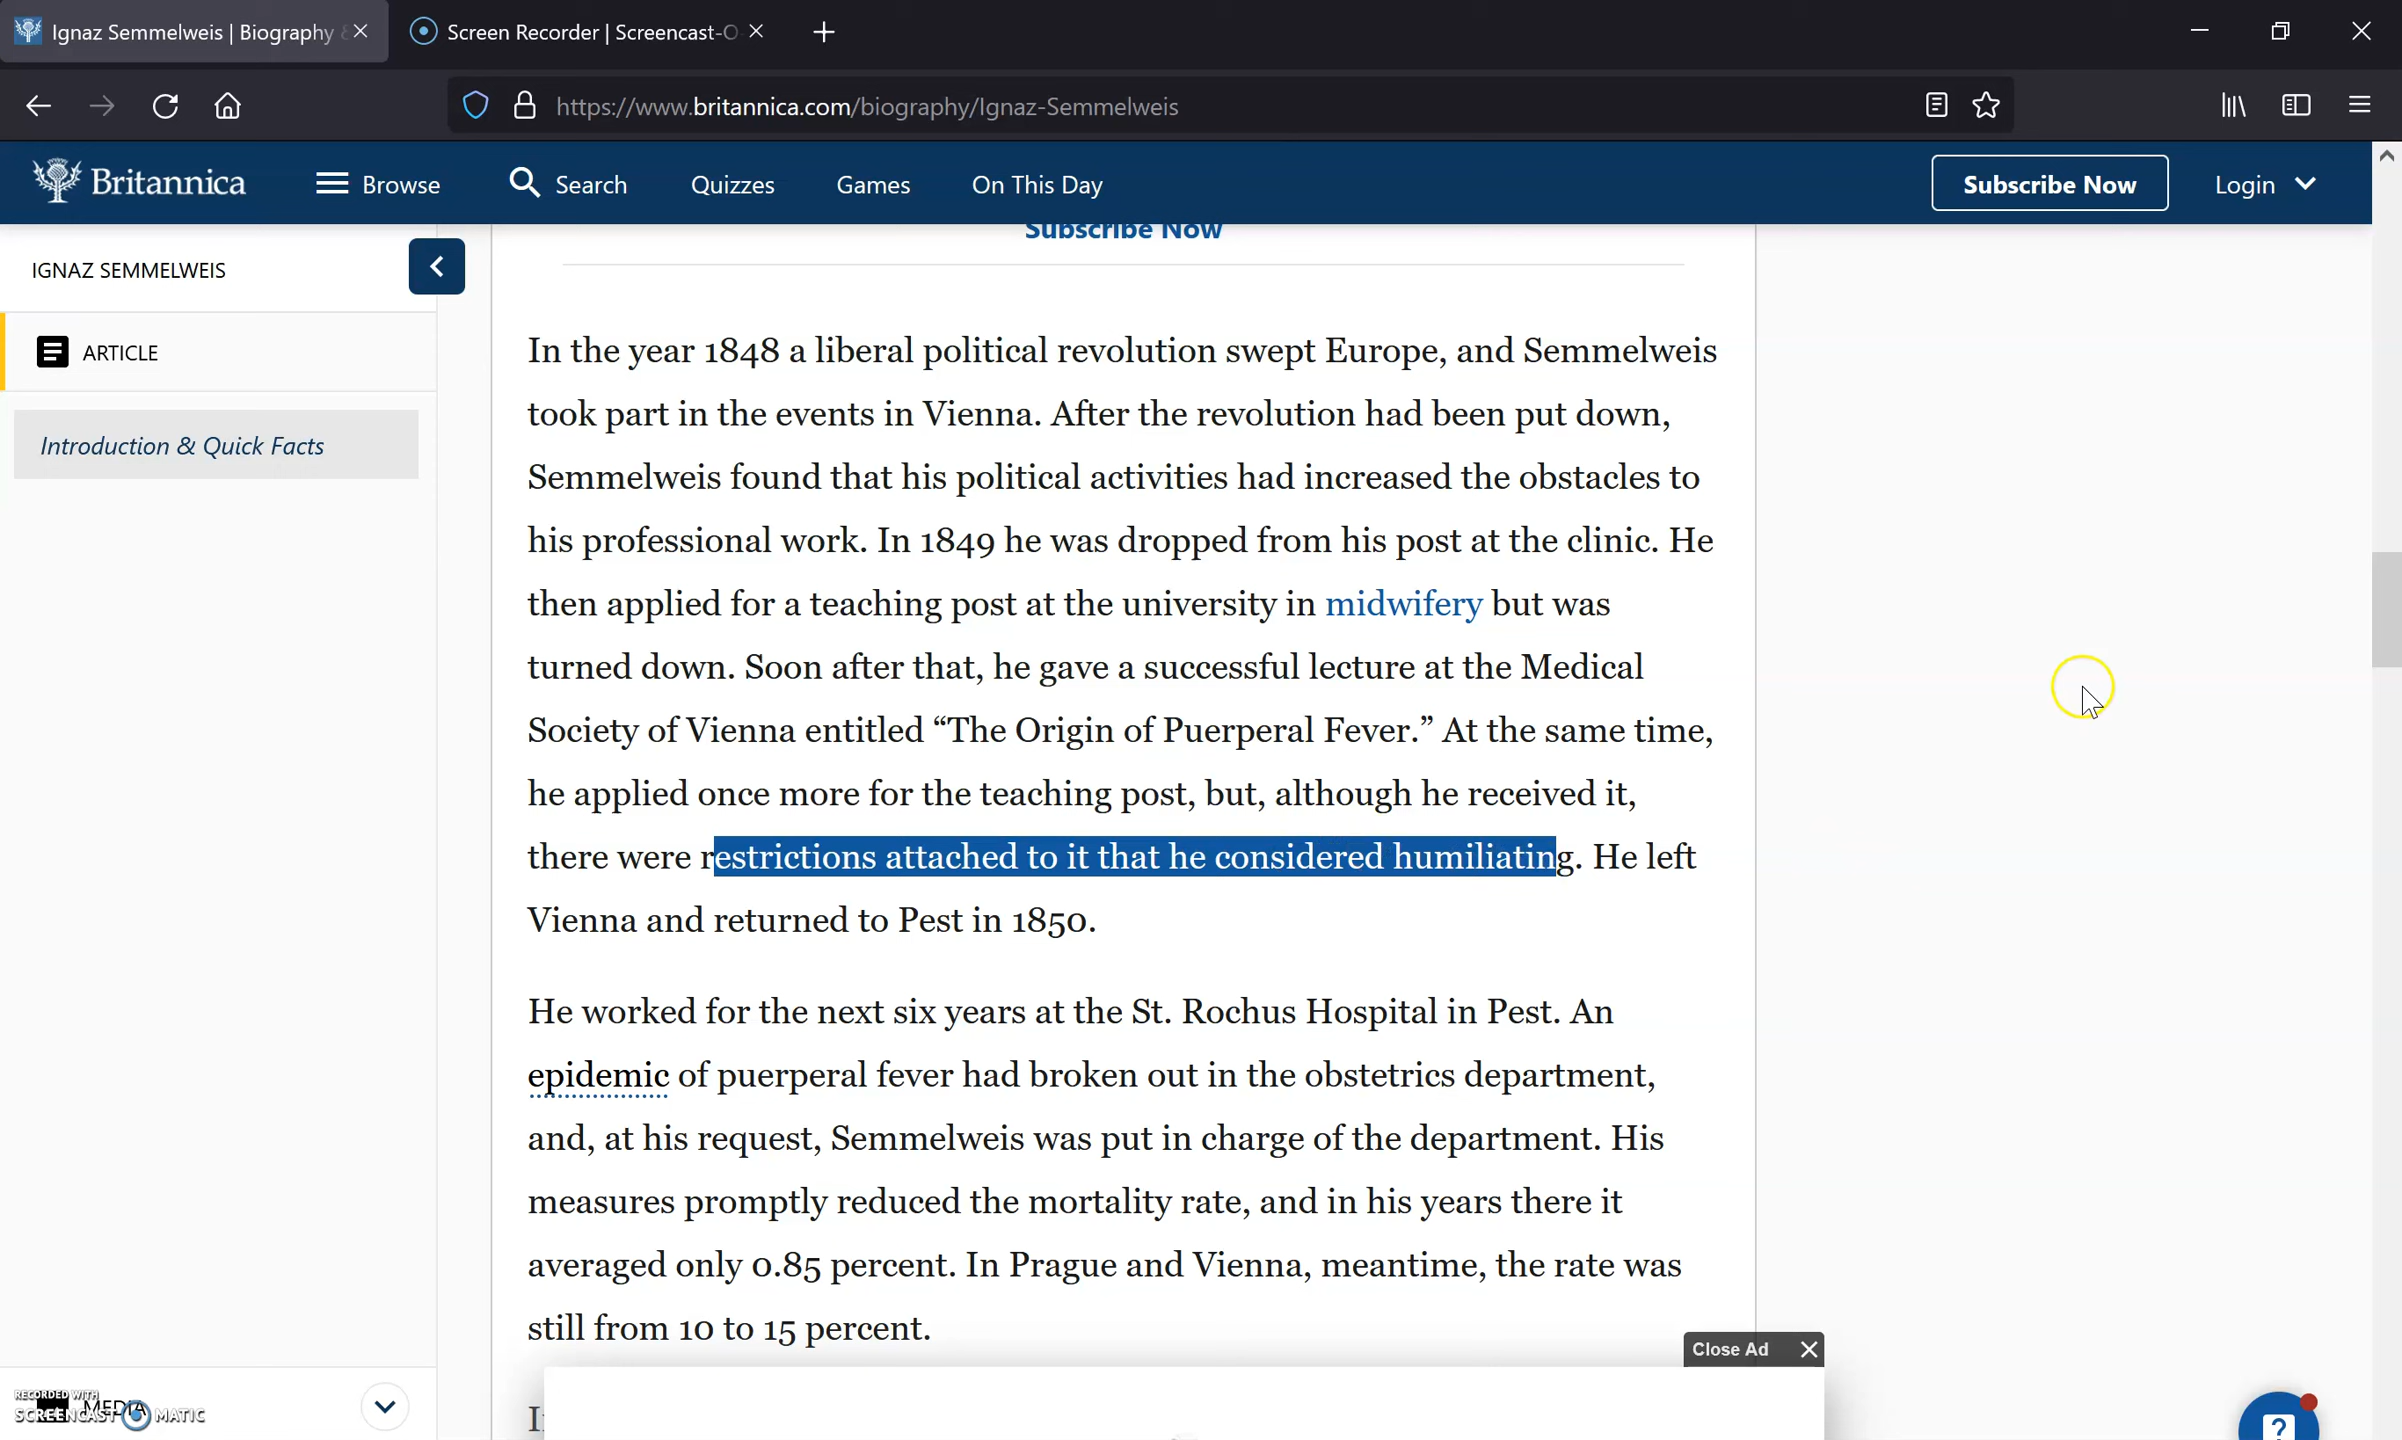 Ignaz Semmelweis | Biography &
Screen Recorder | Screencast-O
https://www.britannica.com/biography/Ignaz-Semmelweis
Britannica
Browse
Search
Quizzes
Games
On This Day
Subscribe Now
Login
Subscribe Now
IGNAZ SEMMELWEIS
ARTICLE
Introduction & Quick Facts
In the year 1848 a liberal political revolution swept Europe, and Semmelweis
took part in the events in Vienna. After the revolution had been put down,
Semmelweis found that his political activities had increased the obstacles to
his professional work. In 1849 he was dropped from his post at the clinic. He
then applied for a teaching post at the university in midwifery but was
turned down. Soon after that, he gave a successful lecture at the Medical
Society of Vienna entitled “The Origin of Puerperal Fever.” At the same time,
he applied once more for the teaching post, but, although he received it,
there were restrictions attached to it that he considered humiliating. He left
Vienna and returned to Pest in 1850.
He worked for the next six years at the St. Rochus Hospital in Pest. An
epidemic of puerperal fever had broken out in the obstetrics department,
and, at his request, Semmelweis was put in charge of the department. His
measures promptly reduced the mortality rate, and in his years there it
averaged only 0.85 percent. In Prague and Vienna, meantime, the rate was
still from 10 to 15 percent.
Close Ad
MEDIA
RECORDED WITH
SCREENCAST MATIC
?